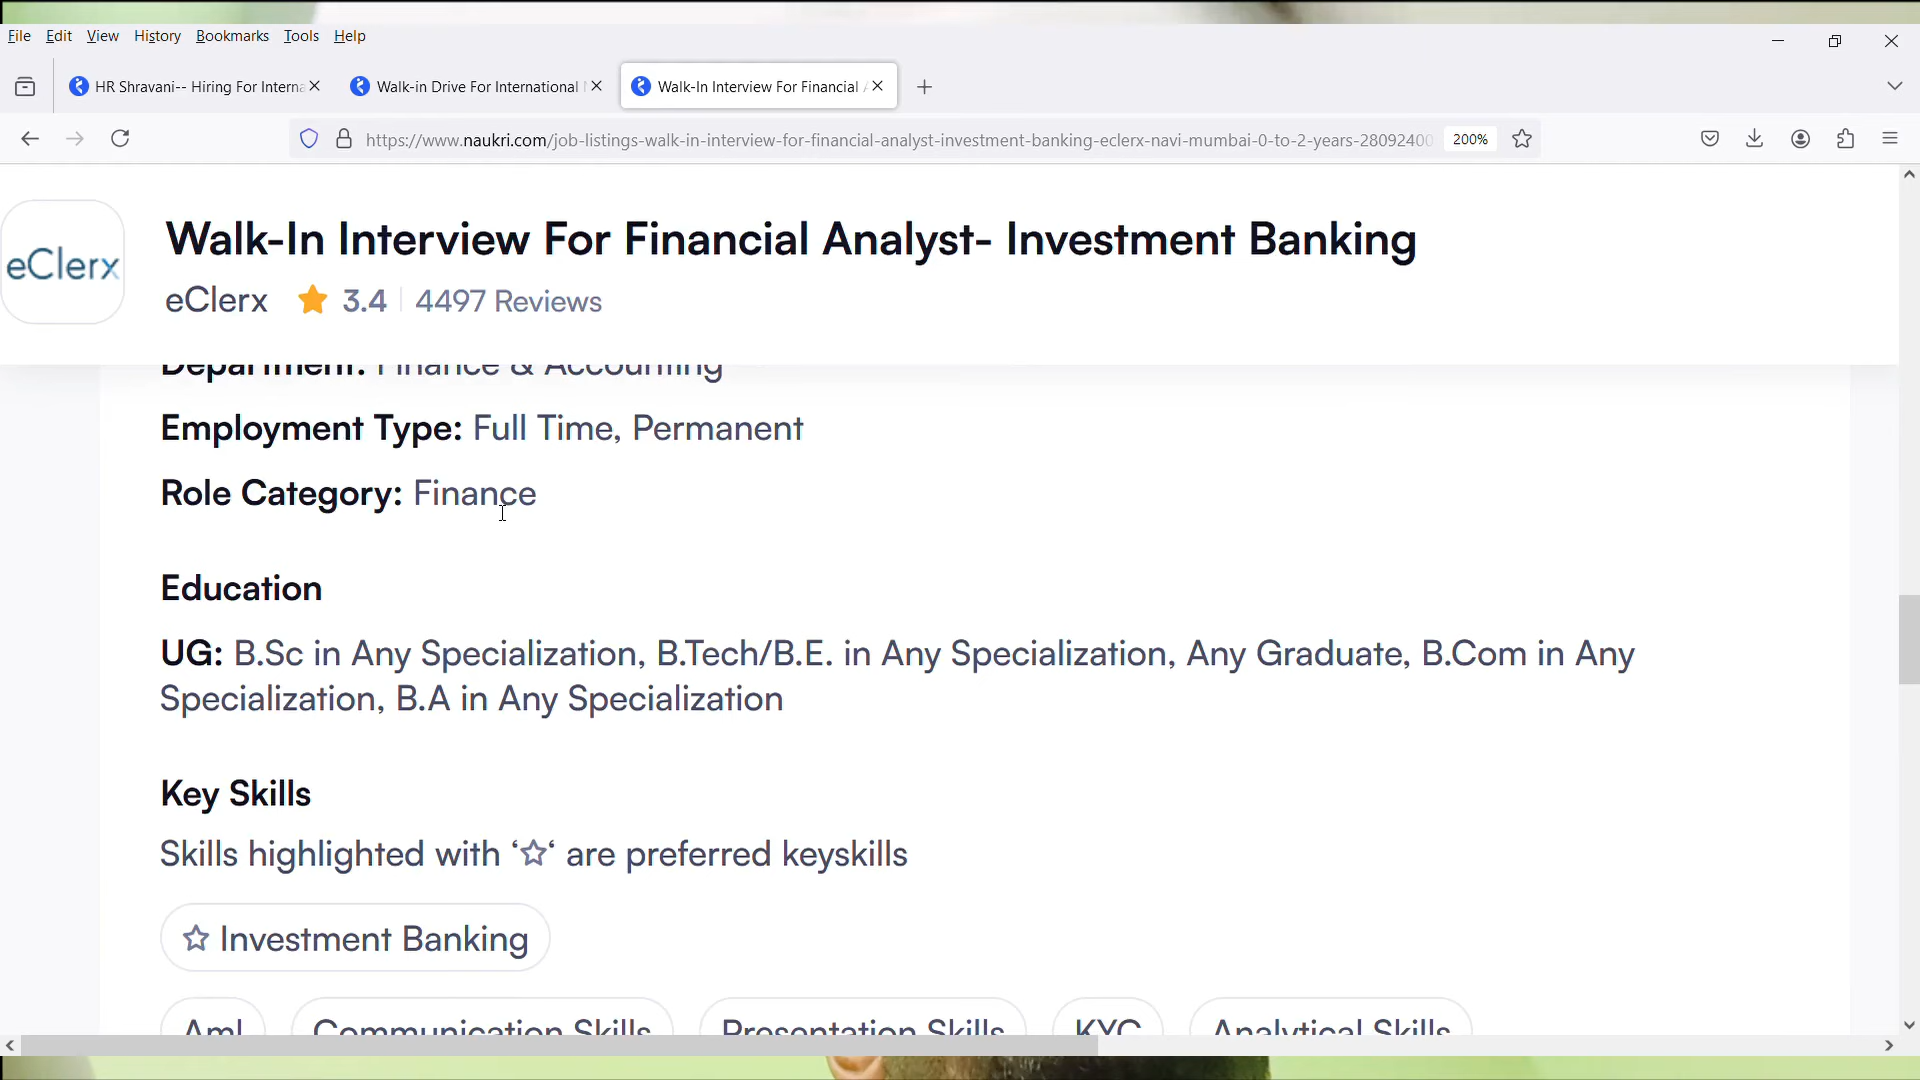 File Edit View History Bookmarks Tools Help
HR Shravani-- Hiring For Interna
Walk-in Drive For International
Walk-In Interview For Financial
https://www.naukri.com/job-listings-walk-in-interview-for-financial-analyst-investment-banking-eclerx-navi-mumbai-0-to-2-years-28092400
200%
eClerx
Walk-In Interview For Financial Analyst- Investment Banking
eClerx 3.4 4497 Reviews
Department: Finance & Accounting
Employment Type: Full Time, Permanent
Role Category: Finance
Education
UG: B.Sc in Any Specialization, B.Tech/B.E. in Any Specialization, Any Graduate, B.Com in Any
Specialization, B.A in Any Specialization
Key Skills
Skills highlighted with ‘☆‘ are preferred keyskills
☆ Investment Banking
Aml Communication Skills Presentation Skills KYC Analytical Skills